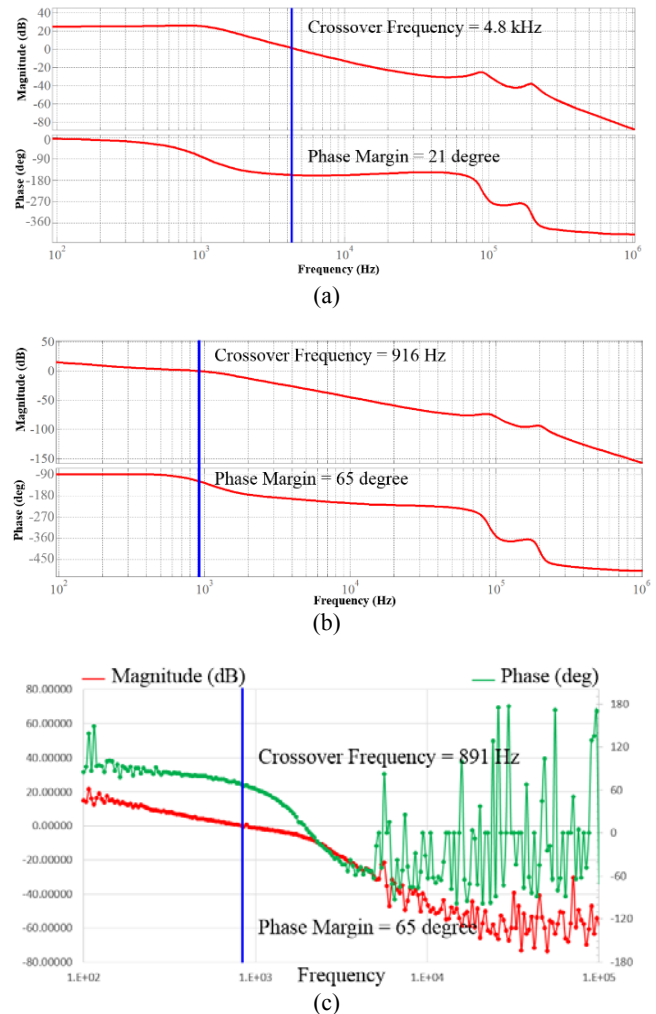 40
20
0
-20
-40
-60
-80
Magnitude (dB)
Crossover Frequency = 4.8 kHz
0
-90
-180
-270
-360
Phase (deg)
Phase Margin = 21 degree
10² 10³ 10⁴ 10⁵ 10⁶
Frequency (Hz)
(a)
50
0
-50
-100
-150
Magnitude (dB)
Crossover Frequency = 916 Hz
-90
-180
-270
-360
-450
Phase (deg)
Phase Margin = 65 degree
10² 10³ 10⁴ 10⁵ 10⁶
Frequency (Hz)
(b)
Magnitude (dB) Phase (deg)
80.00000
60.00000
40.00000
20.00000
0.00000
-20.00000
-40.00000
-60.00000
-80.00000
Crossover Frequency = 891 Hz
Phase Margin = 65 degree
180
120
60
0
-60
-120
-180
1.E+02 1.E+03 1.E+04 1.E+05
Frequency
(c)